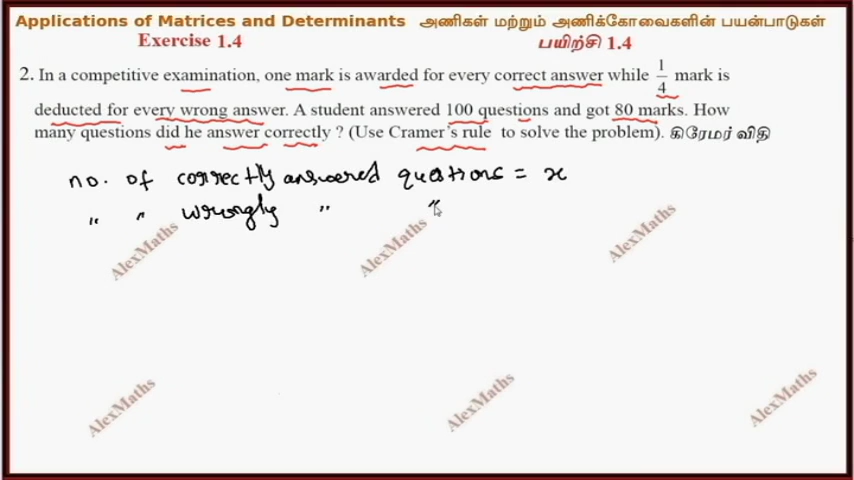 Applications of Matrices and Determinants அணிகள் மற்றும் அணிக்கோவைகளின் பயன்பாடுகள்
Exercise 1.4 பயிற்சி 1.4
2. In a competitive examination, one mark is awarded for every correct answer while 1/4 mark is
deducted for every wrong answer. A student answered 100 questions and got 80 marks. How
many questions did he answer correctly ? (Use Cramer's rule to solve the problem). கிரேமர் விதி
no. of correctly answered questions = x
" " wrongly " "
AlexMaths AlexMaths AlexMaths
AlexMaths AlexMaths AlexMaths